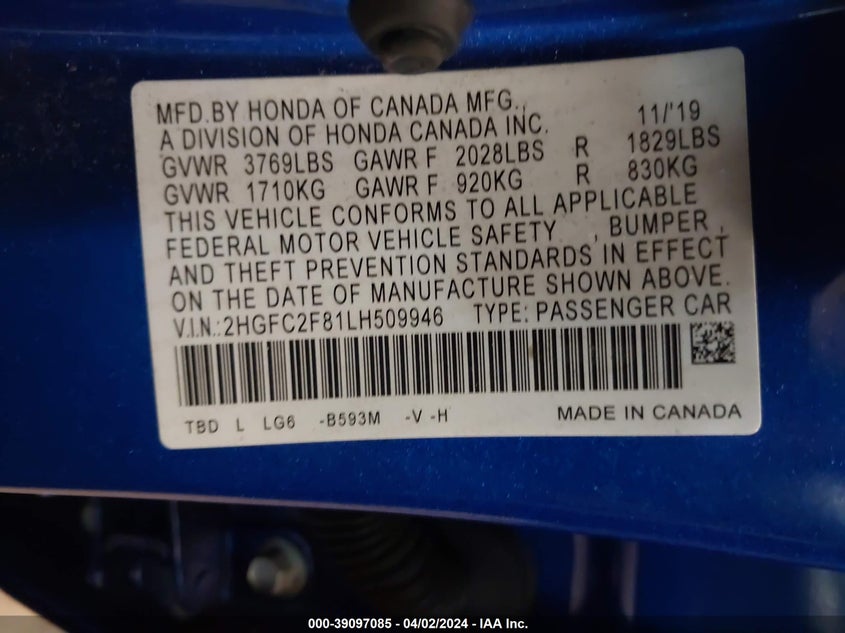 MFD.BY HONDA OF CANADA MFG., 11/'19
A DIVISION OF HONDA CANADA INC.
GVWR 3769LBS GAWR F 2028LBS R 1829LBS
GVWR 1710KG GAWR F 920KG R 830KG
THIS VEHICLE CONFORMS TO ALL APPLICABLE
FEDERAL MOTOR VEHICLE SAFETY , BUMPER ,
AND THEFT PREVENTION STANDARDS IN EFFECT
ON THE DATE OF MANUFACTURE SHOWN ABOVE.
V.I.N.:2HGFC2F81LH509946 TYPE: PASSENGER CAR
TBD L LG6 -B593M -V -H MADE IN CANADA
000-39097085 - 04/02/2024 - IAA Inc.